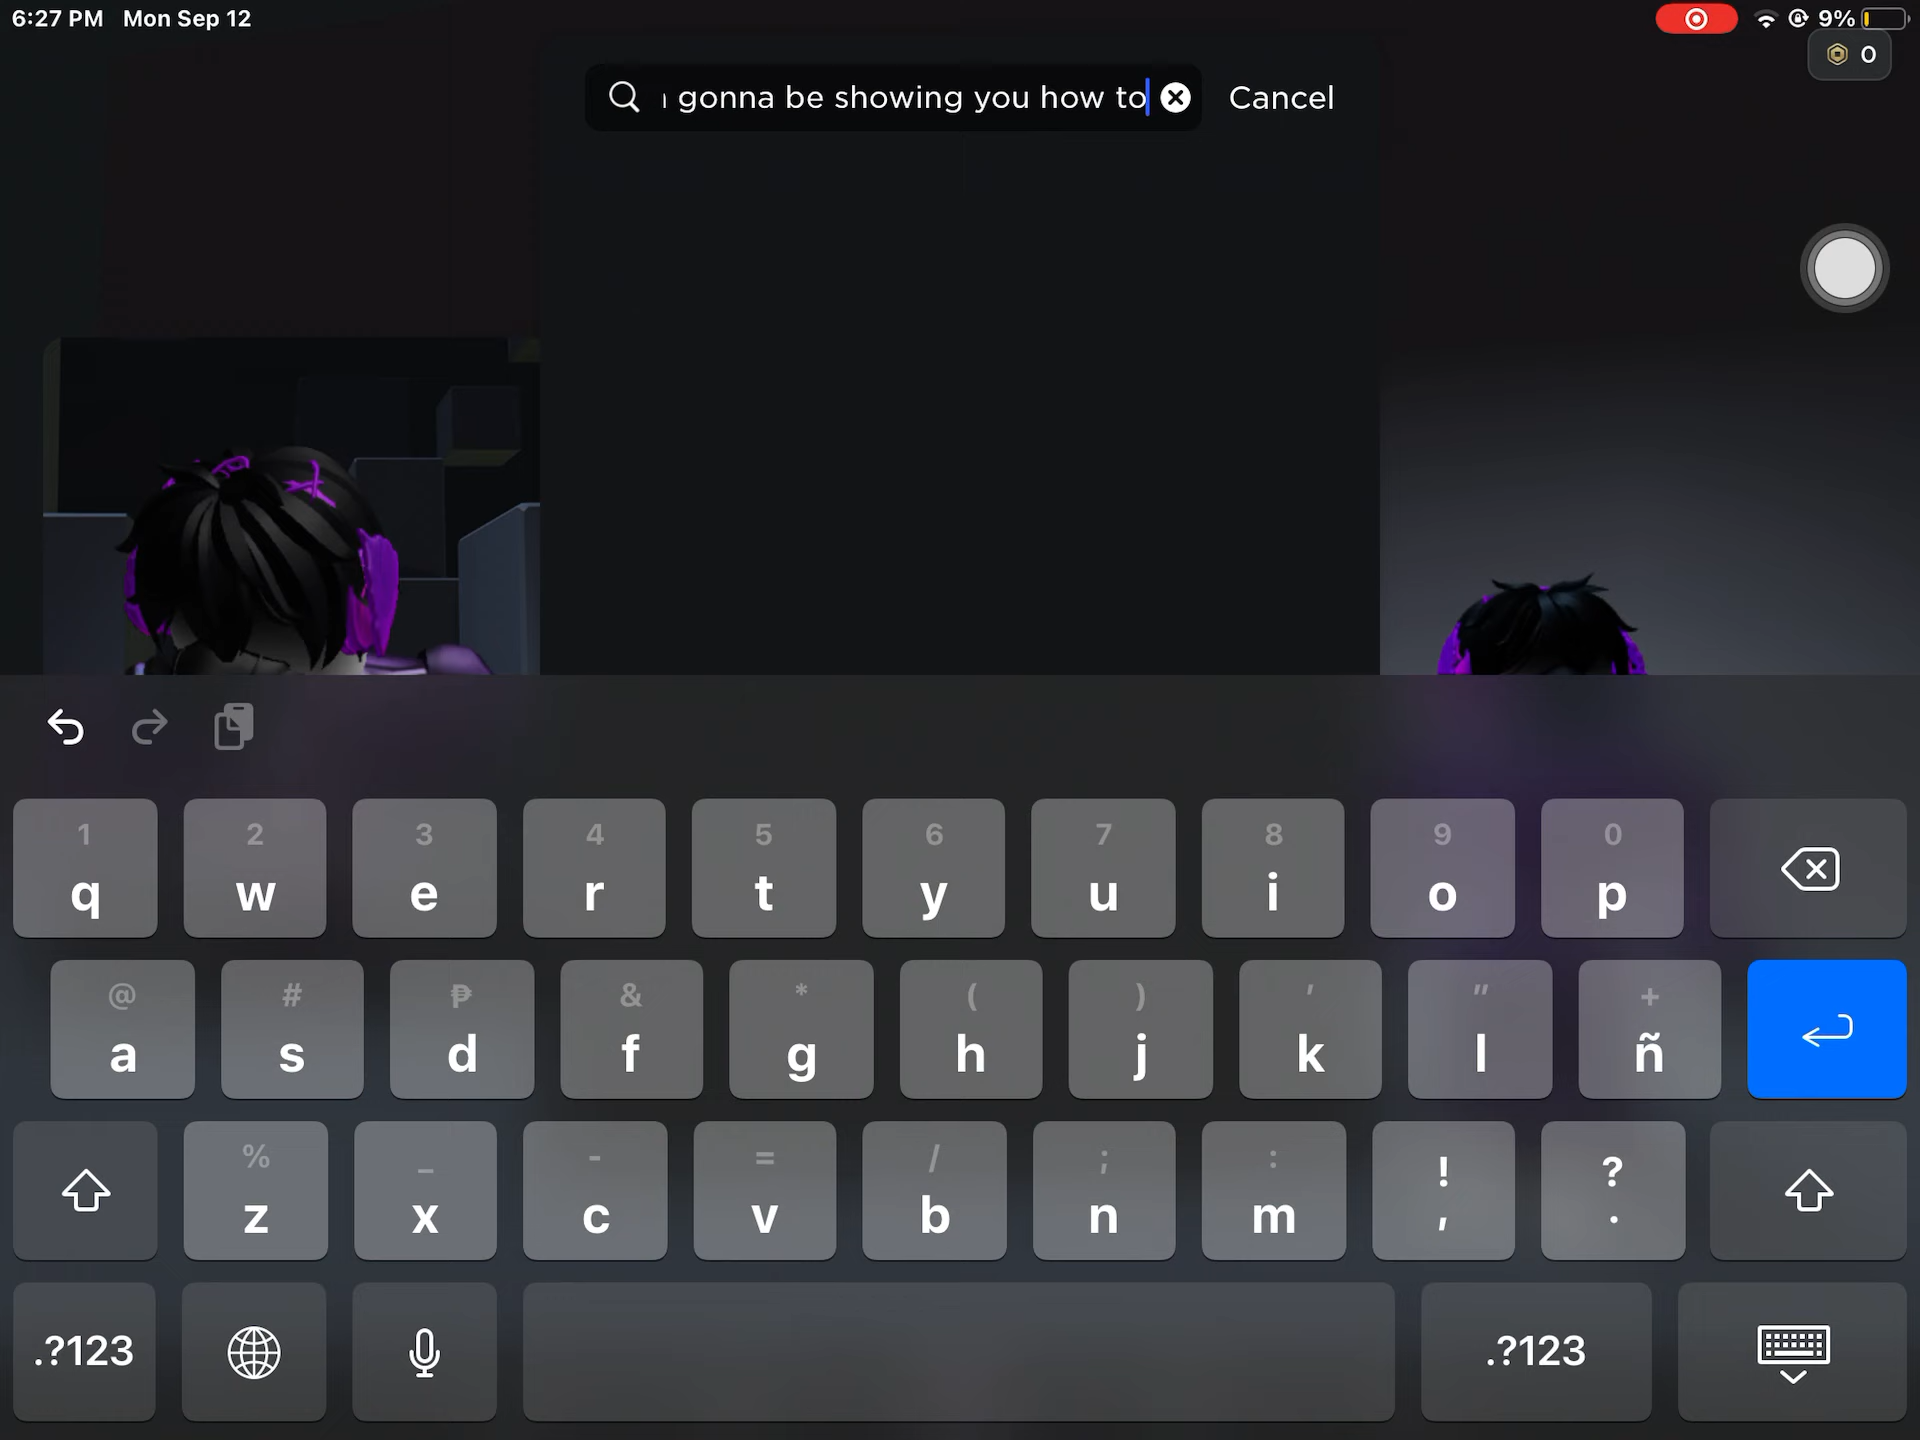 6:27 PM Mon Sep 12
9%
0
gonna be showing you how to
Cancel
1 2 3 4 5 6 7 8 9 0
q w e r t y u i o p
@ # ₱ & * ( ) ' " +
a s d f g h j k l ñ
% _ - = / ; : ! ?
z x c v b n m , .
.?123 .?123